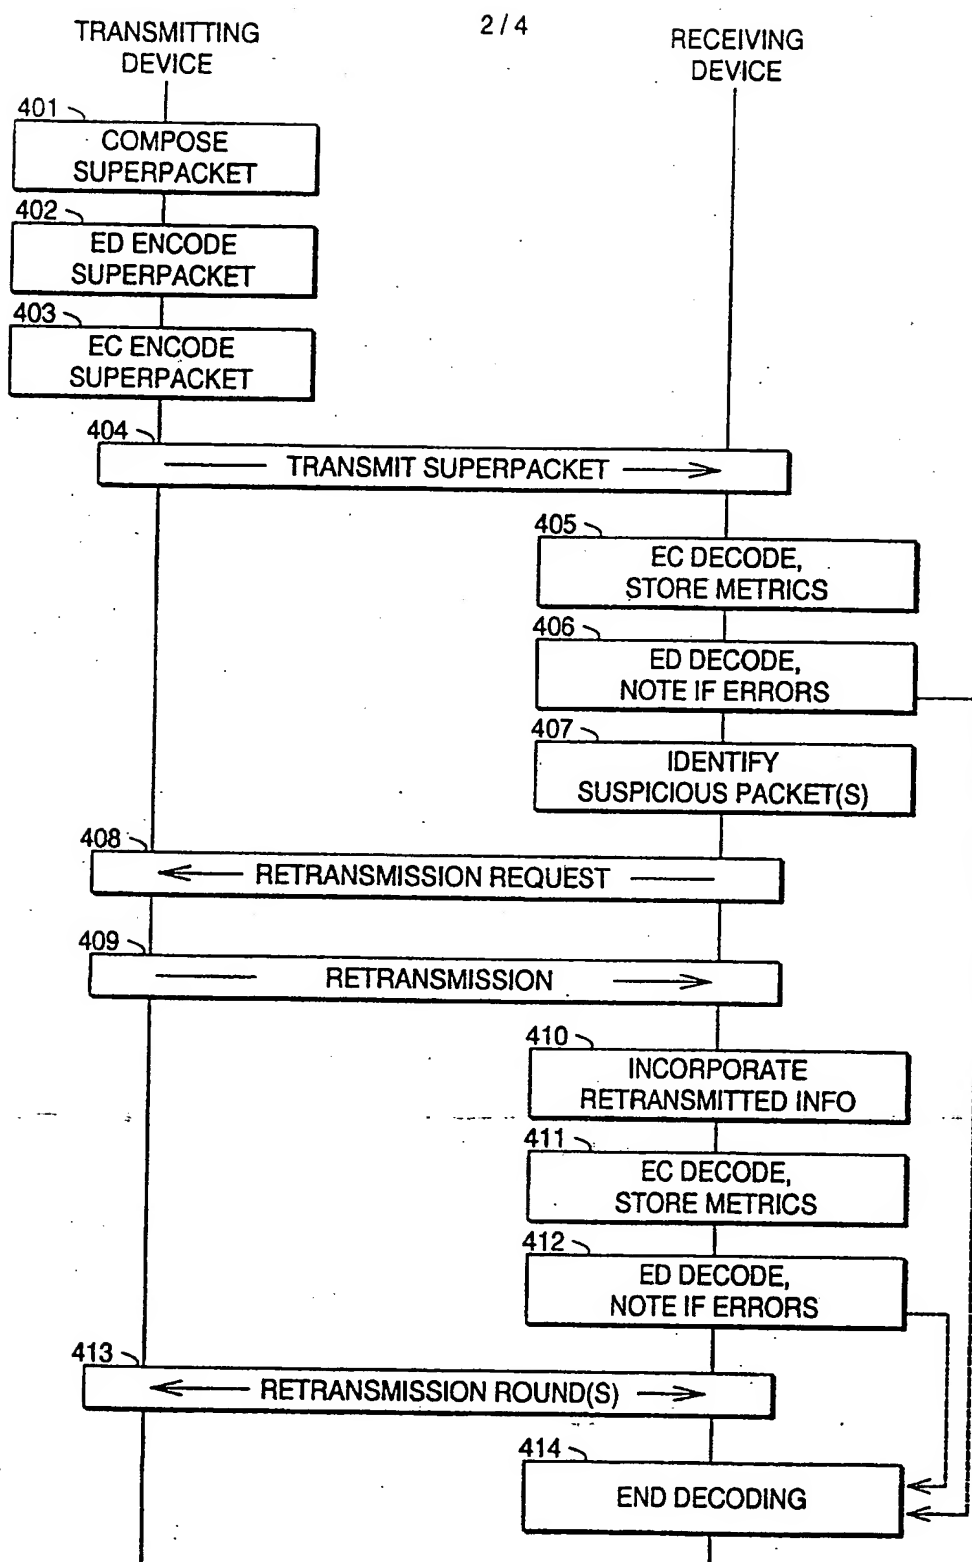 2 / 4
TRANSMITTING
DEVICE
RECEIVING
DEVICE
401
COMPOSE
SUPERPACKET
402
ED ENCODE
SUPERPACKET
403
EC ENCODE
SUPERPACKET
404
TRANSMIT SUPERPACKET
405
EC DECODE,
STORE METRICS
406
ED DECODE,
NOTE IF ERRORS
407
IDENTIFY
SUSPICIOUS PACKET(S)
408
RETRANSMISSION REQUEST
409
RETRANSMISSION
410
INCORPORATE
RETRANSMITTED INFO
411
EC DECODE,
STORE METRICS
412
ED DECODE,
NOTE IF ERRORS
413
RETRANSMISSION ROUND(S)
414
END DECODING